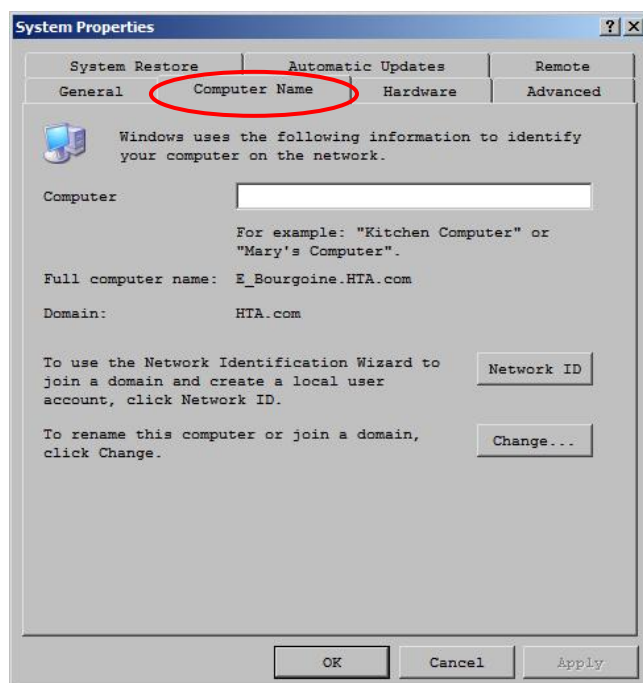 System Properties
System Restore Automatic Updates Remote
General Computer Name Hardware Advanced
Windows uses the following information to identify
your computer on the network.
Computer
For example: "Kitchen Computer" or
"Mary's Computer".
Full computer name: E_Bourgoine.HTA.com
Domain: HTA.com
To use the Network Identification Wizard to
join a domain and create a local user
account, click Network ID.
Network ID
To rename this computer or join a domain,
click Change.
Change...
OK Cancel Apply